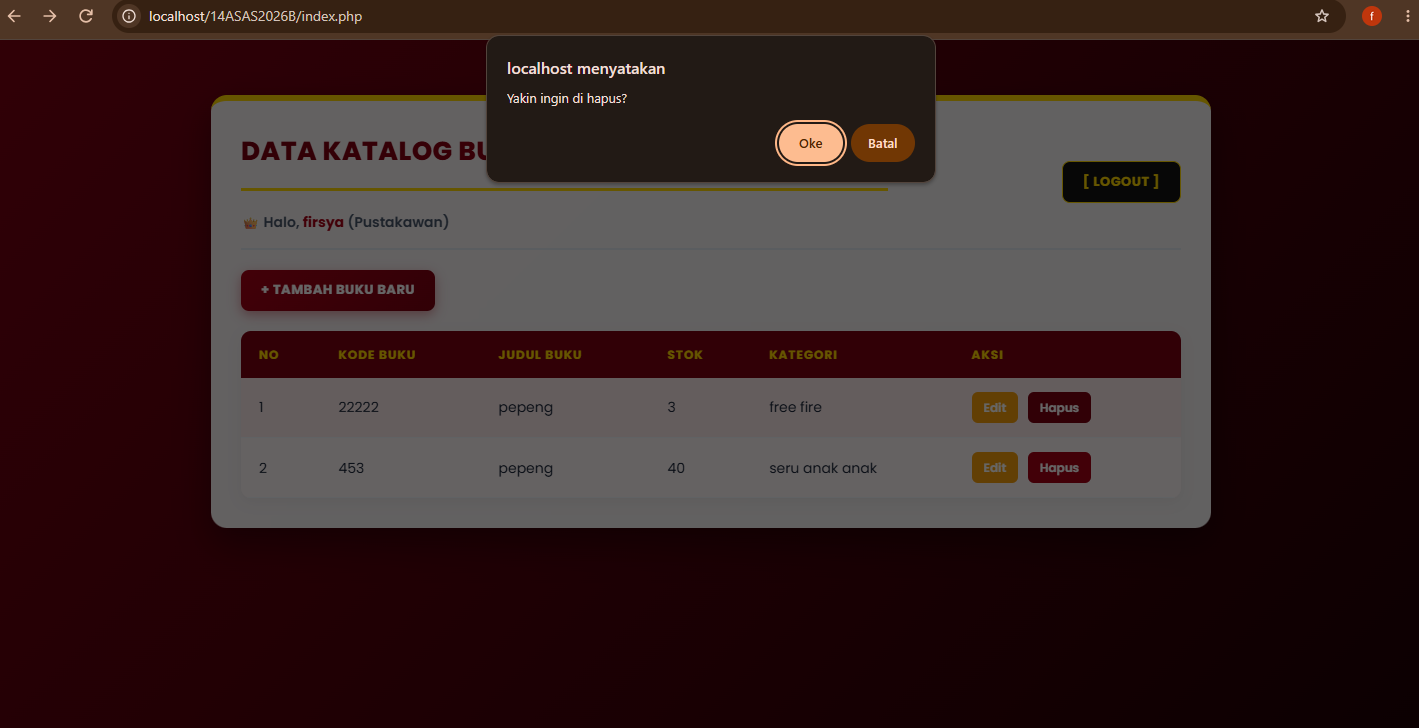 localhost/14ASAS2026B/index.php
f
localhost menyatakan
Yakin ingin di hapus?
Oke
Batal
DATA KATALOG BU
[ LOGOUT ]
Halo, firsya (Pustakawan)
+ TAMBAH BUKU BARU
NO KODE BUKU JUDUL BUKU STOK KATEGORI AKSI
1 22222 pepeng 3 free fire Edit Hapus
2 453 pepeng 40 seru anak anak Edit Hapus